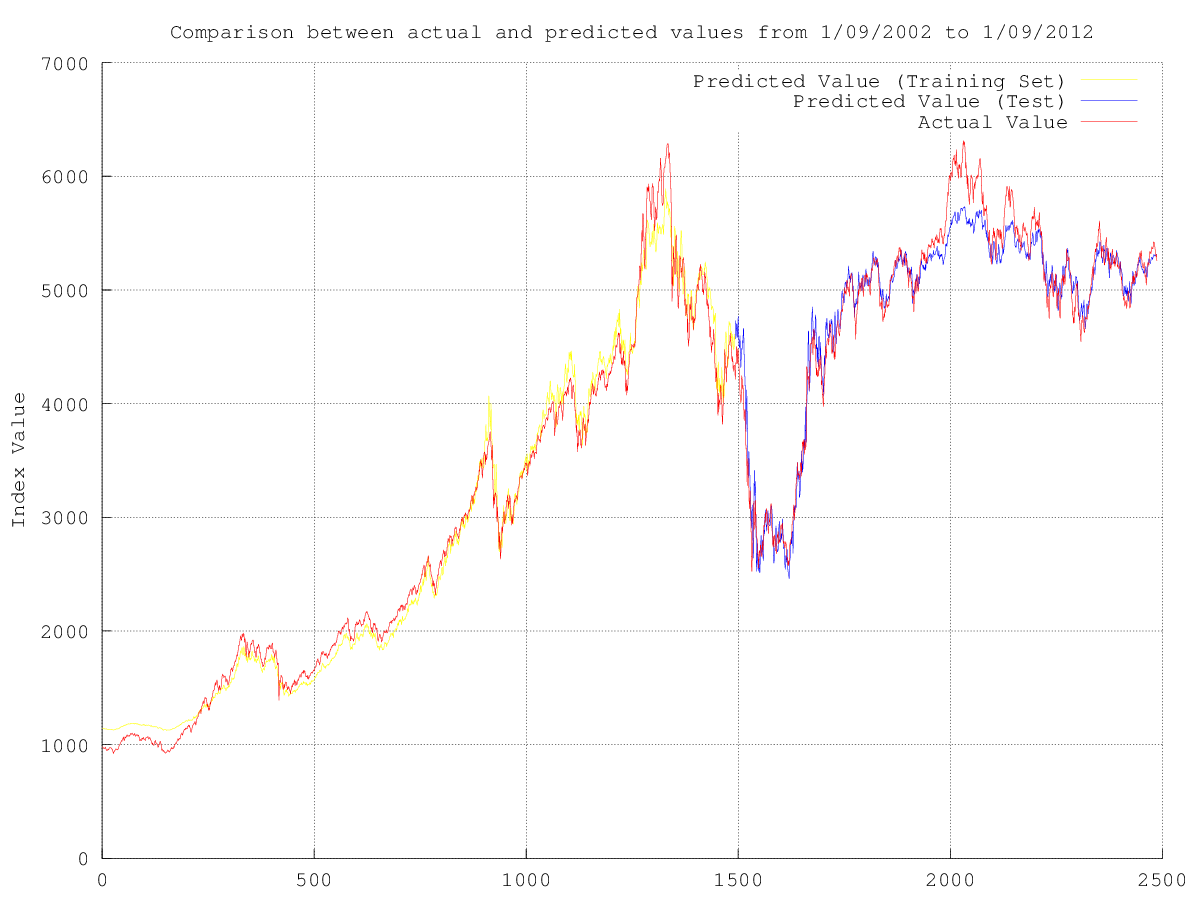 Comparison between actual and predicted values from 1/09/2002 to 1/09/2012
7000
Predicted Value (Training Set)
Predicted Value (Test)
Actual Value
6000
5000
4000
Index Value
3000
2000
1000
0
0 500 1000 1500 2000 2500